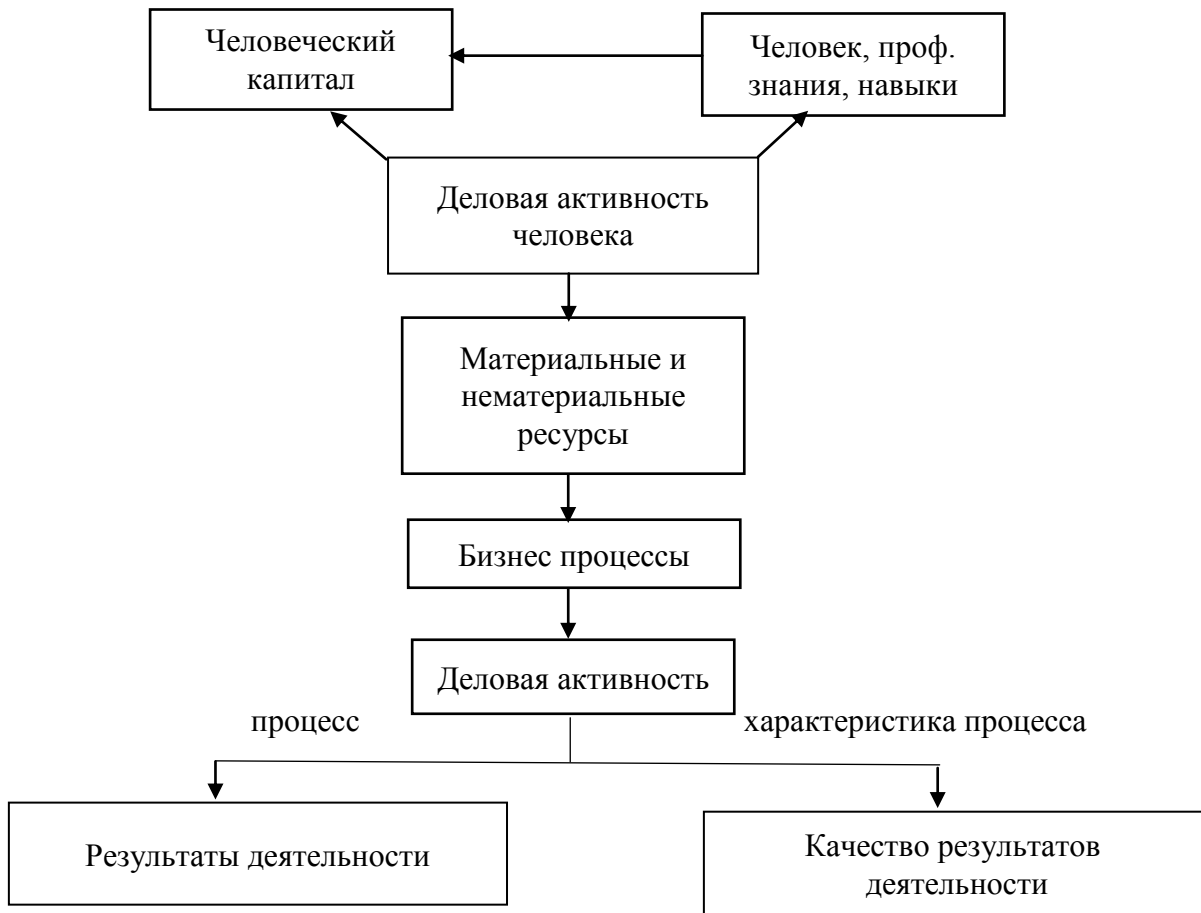 Человеческий
капитал
Человек, проф.
знания, навыки
Деловая активность
человека
Материальные и
нематериальные
ресурсы
Бизнес процессы
Деловая активность
процесс
характеристика процесса
Результаты деятельности
Качество результатов
деятельности